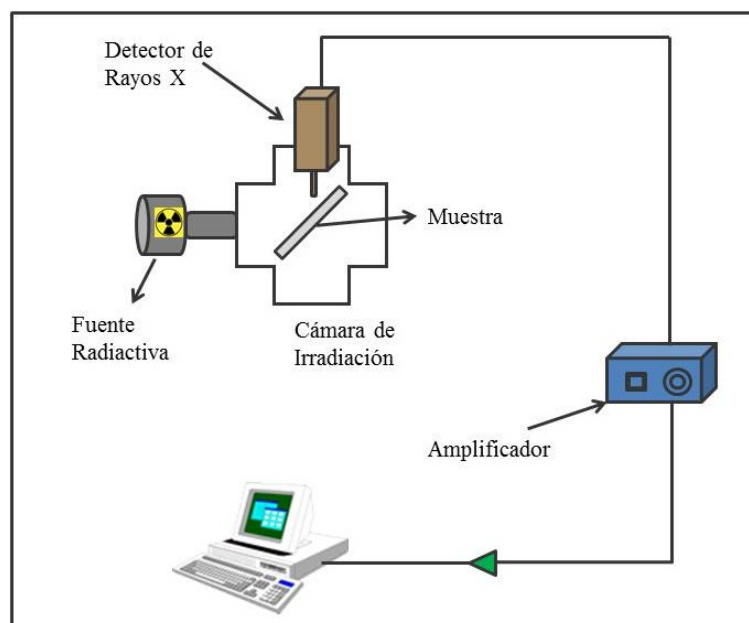 Detector de
Rayos X
Muestra
Fuente
Radiactiva
Cámara de
Irradiación
Amplificador